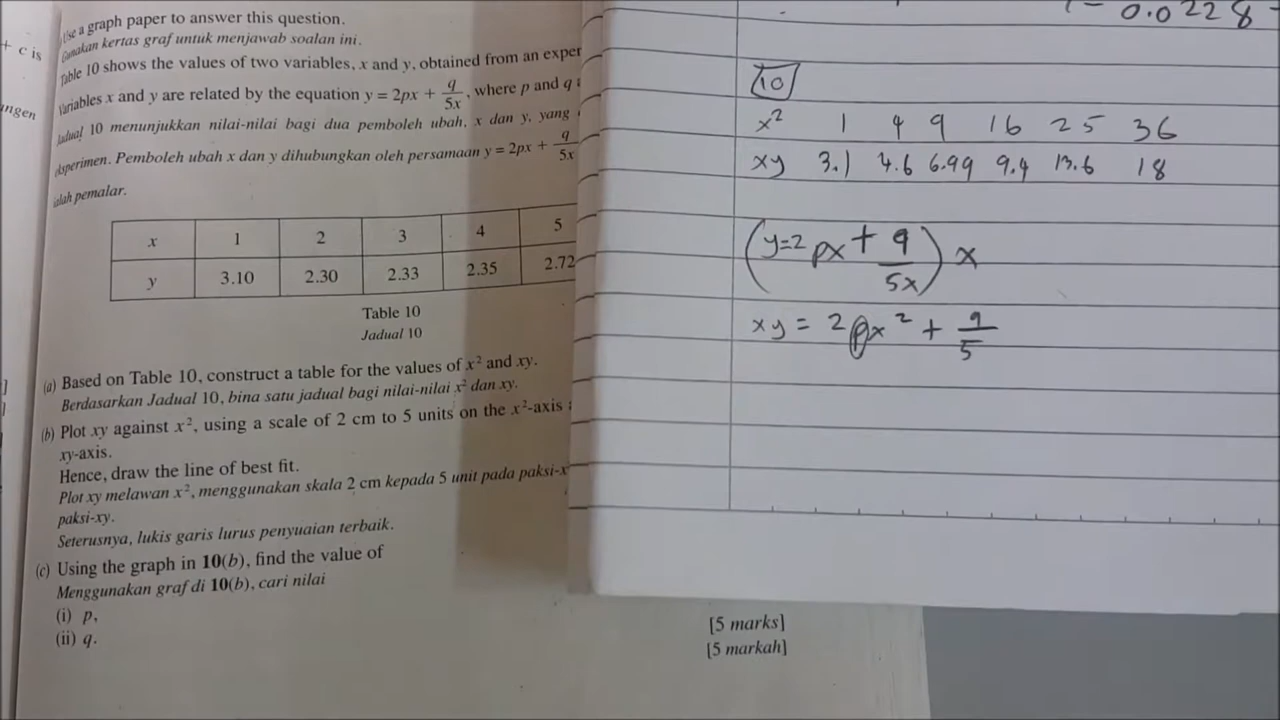 + c is
ungen
Use a graph paper to answer this question.
Gunakan kertas graf untuk menjawab soalan ini.
Table 10 shows the values of two variables, x and y, obtained from an exper
Variables x and y are related by the equation y = 2px + q/5x, where p and q
Jadual 10 menunjukkan nilai-nilai bagi dua pemboleh ubah, x dan y, yang
eksperimen. Pemboleh ubah x dan y dihubungkan oleh persamaan y = 2px + q/5x
ialah pemalar.
x 1 2 3 4 5
y 3.10 2.30 2.33 2.35 2.72
Table 10
Jadual 10
(a) Based on Table 10, construct a table for the values of x² and xy.
Berdasarkan Jadual 10, bina satu jadual bagi nilai-nilai x² dan xy.
(b) Plot xy against x², using a scale of 2 cm to 5 units on the x²-axis
xy-axis.
Hence, draw the line of best fit.
Plot xy melawan x², menggunakan skala 2 cm kepada 5 unit pada paksi-x
paksi-xy.
Seterusnya, lukis garis lurus penyuaian terbaik.
(c) Using the graph in 10(b), find the value of
Menggunakan graf di 10(b), cari nilai
(i) p,
(ii) q.
[5 marks]
[5 markah]
0.0228
10
x² 1 4 9 16 25 36
xy 3.1 4.6 6.99 9.4 13.6 18
(y=2px + q/5x) x
xy = 2px² + q/5